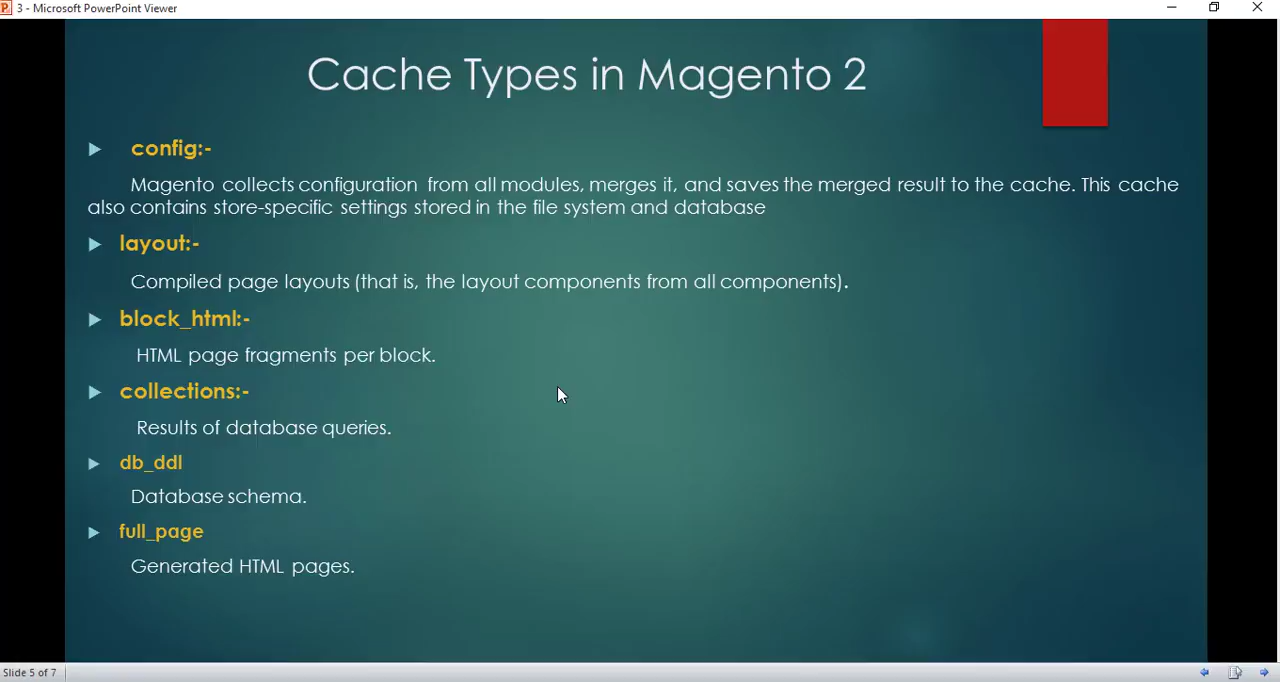 3 - Microsoft PowerPoint Viewer
Cache Types in Magento 2
config:-
Magento collects configuration from all modules, merges it, and saves the merged result to the cache. This cache
also contains store-specific settings stored in the file system and database
layout:-
Compiled page layouts (that is, the layout components from all components).
block_html:-
HTML page fragments per block.
collections:-
Results of database queries.
db_ddl
Database schema.
full_page
Generated HTML pages.
Slide 5 of 7